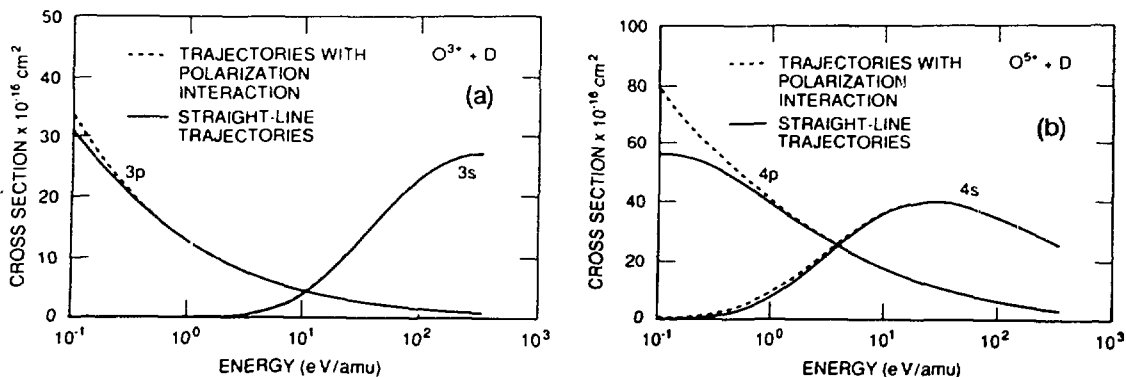 50
40
30
20
10
0
CROSS SECTION x 10⁻¹⁶ cm²
TRAJECTORIES WITH
POLARIZATION
INTERACTION
STRAIGHT-LINE
TRAJECTORIES
O³⁺ + D
(a)
3p
3s
10⁻¹ 10⁰ 10¹ 10² 10³
ENERGY (eV/amu)
100
80
60
40
20
0
CROSS SECTION x 10⁻¹⁶ cm²
TRAJECTORIES WITH
POLARIZATION
INTERACTION
STRAIGHT-LINE
TRAJECTORIES
O⁵⁺ + D
(b)
4p
4s
10⁻¹ 10⁰ 10¹ 10² 10³
ENERGY (eV/amu)